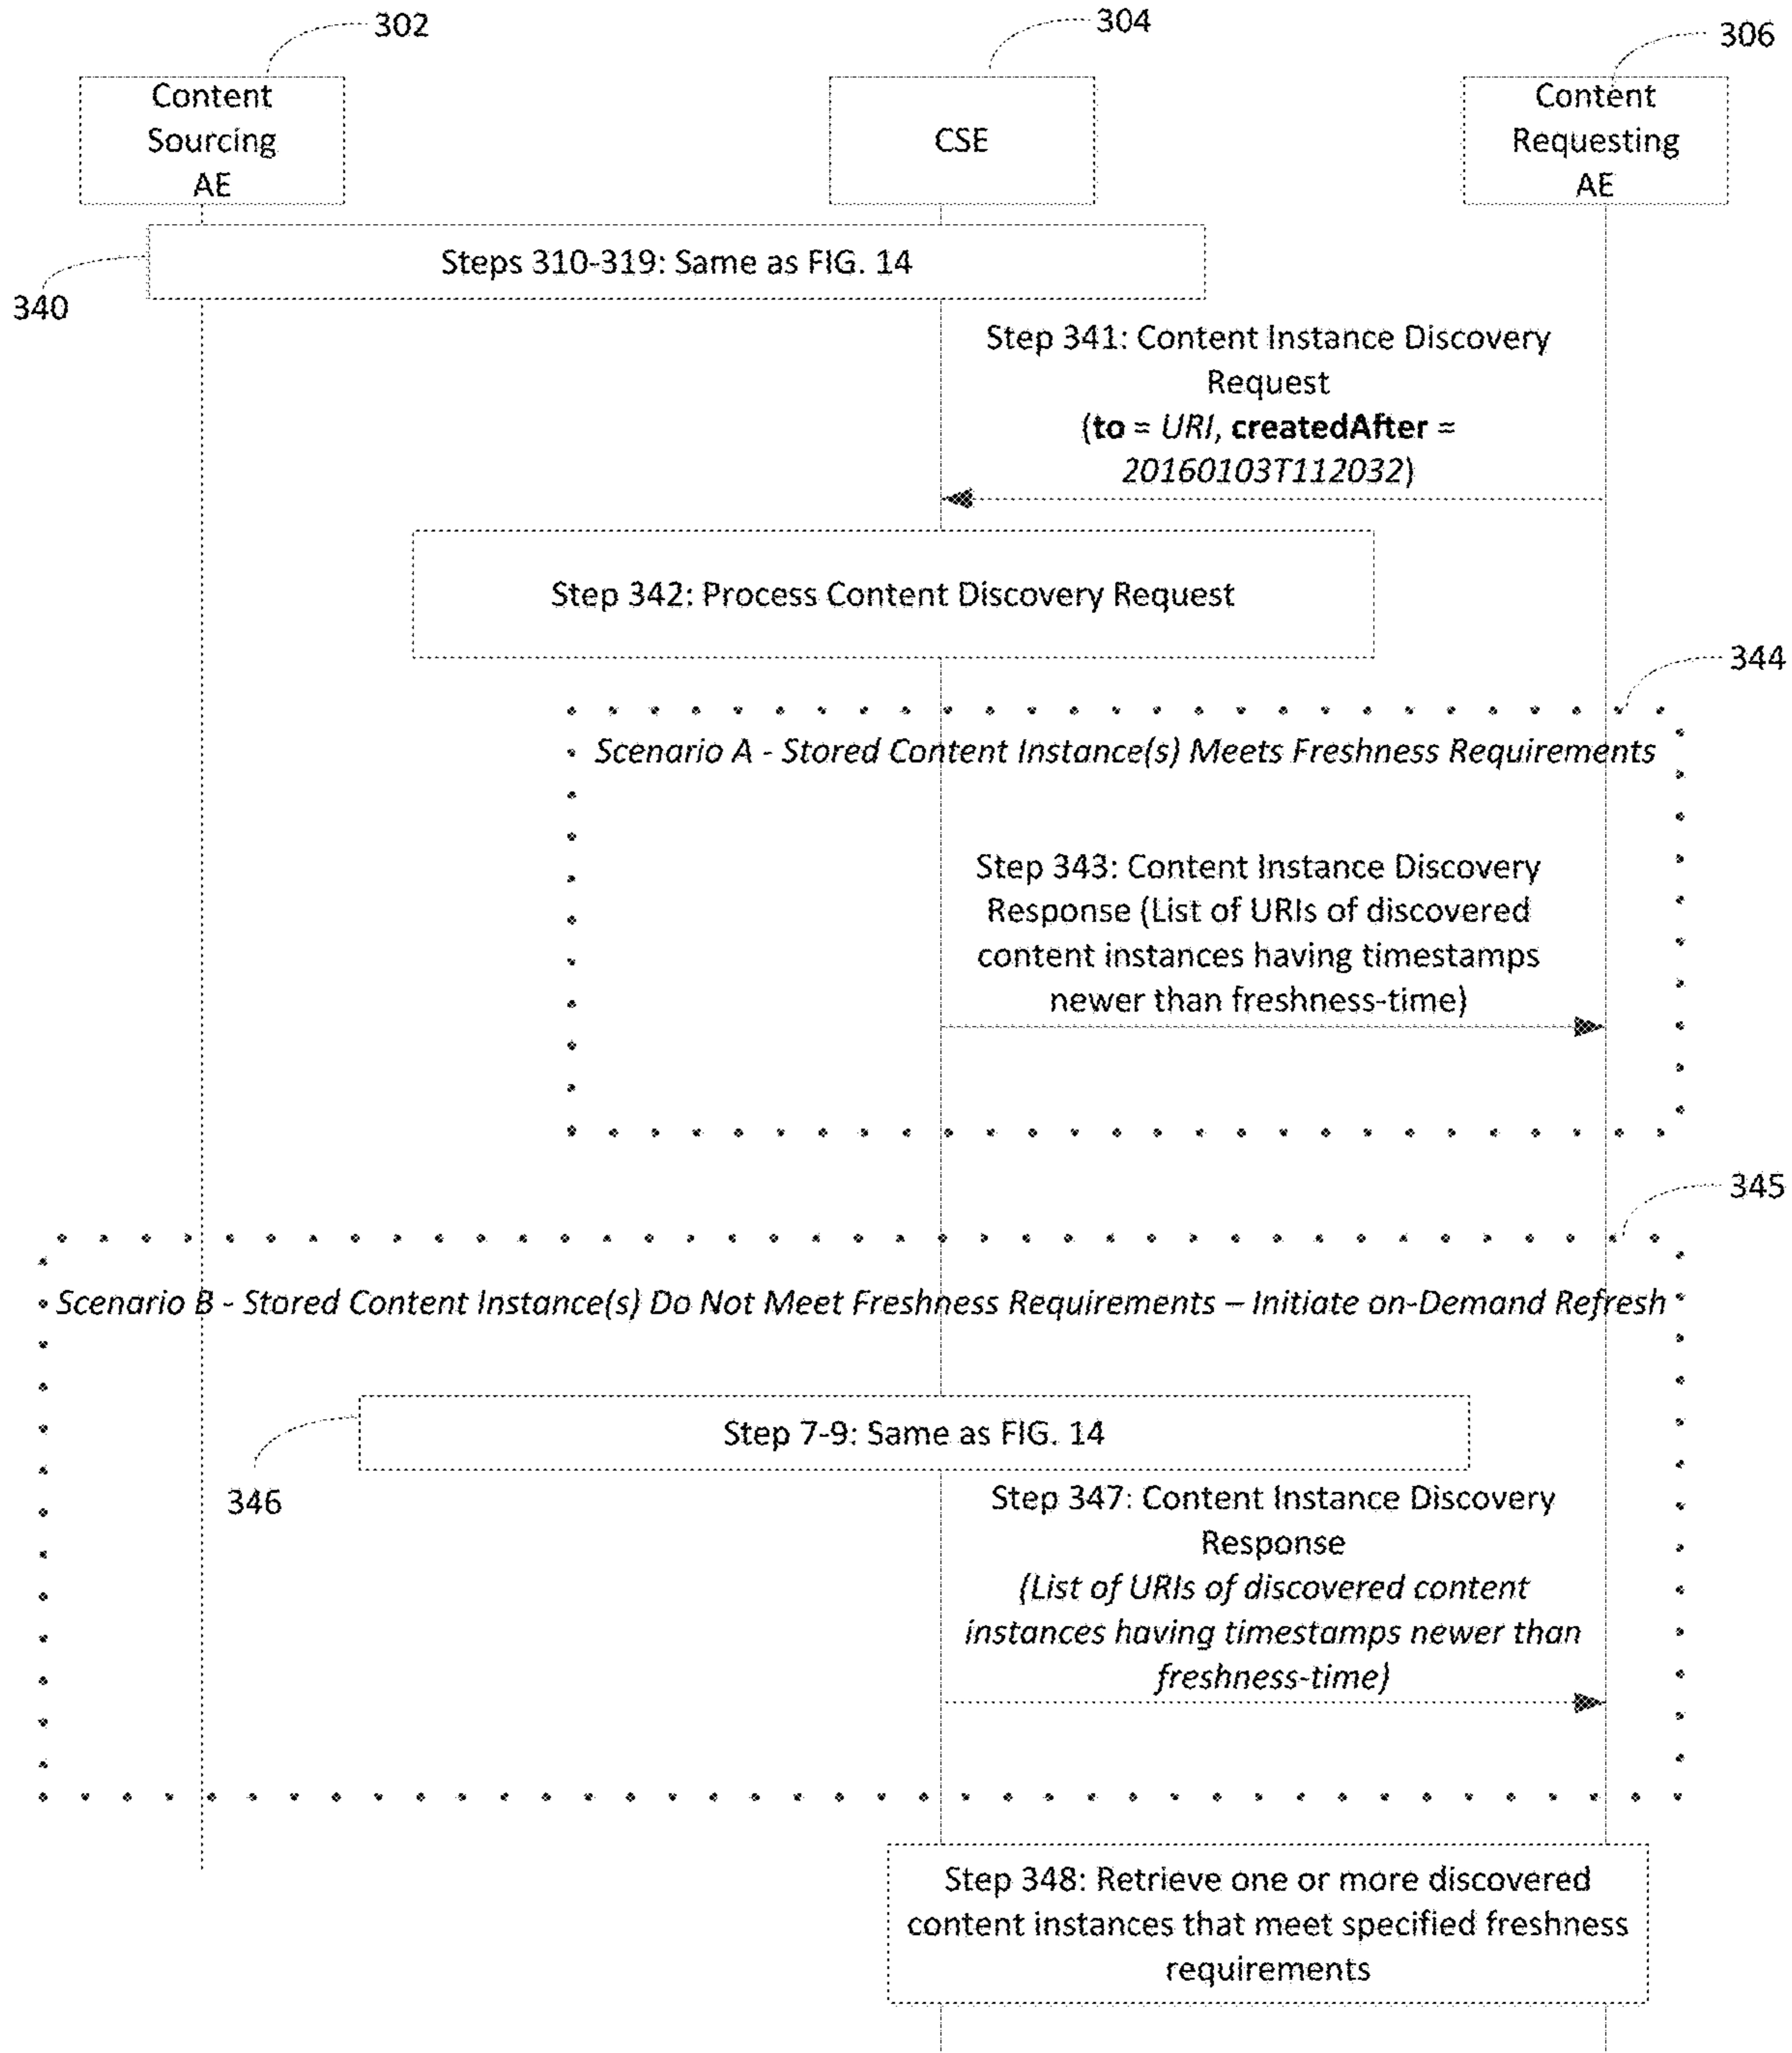 302
304
306
Content
Sourcing
AE
CSE
Content
Requesting
AE
Steps 310-319: Same as FIG. 14
340
Step 341: Content Instance Discovery
Request
(to = URI, createdAfter =
20160103T112032)
Step 342: Process Content Discovery Request
344
Scenario A - Stored Content Instance(s) Meets Freshness Requirements
Step 343: Content Instance Discovery
Response (List of URIs of discovered
content instances having timestamps
newer than freshness-time)
345
Scenario B - Stored Content Instance(s) Do Not Meet Freshness Requirements – Initiate on-Demand Refresh
Step 7-9: Same as FIG. 14
346
Step 347: Content Instance Discovery
Response
(List of URIs of discovered content
instances having timestamps newer than
freshness-time)
Step 348: Retrieve one or more discovered
content instances that meet specified freshness
requirements